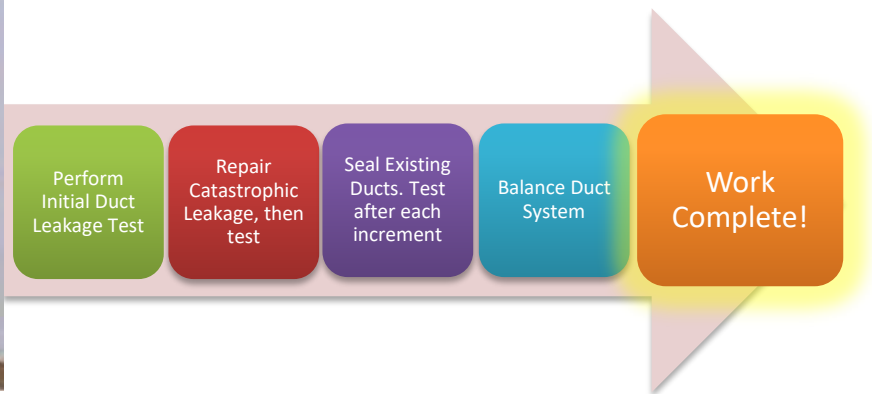 Perform
Initial Duct
Leakage Test
Repair
Catastrophic
Leakage, then
test
Seal Existing
Ducts. Test
after each
increment
Balance Duct
System
Work
Complete!